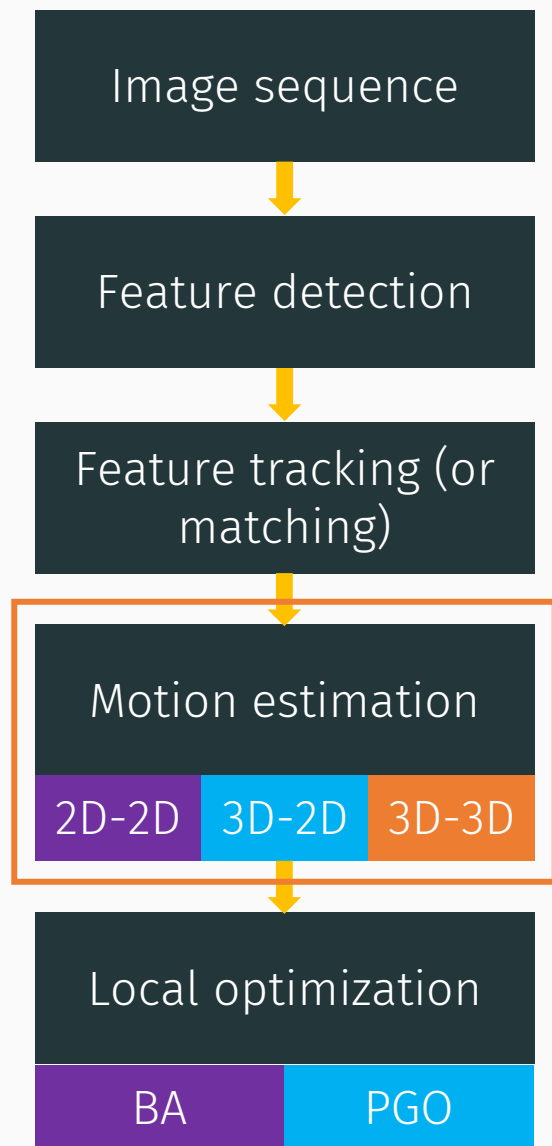 Image sequence
Feature detection
Feature tracking (or
matching)
Motion estimation
2D-2D 3D-2D 3D-3D
Local optimization
BA PGO